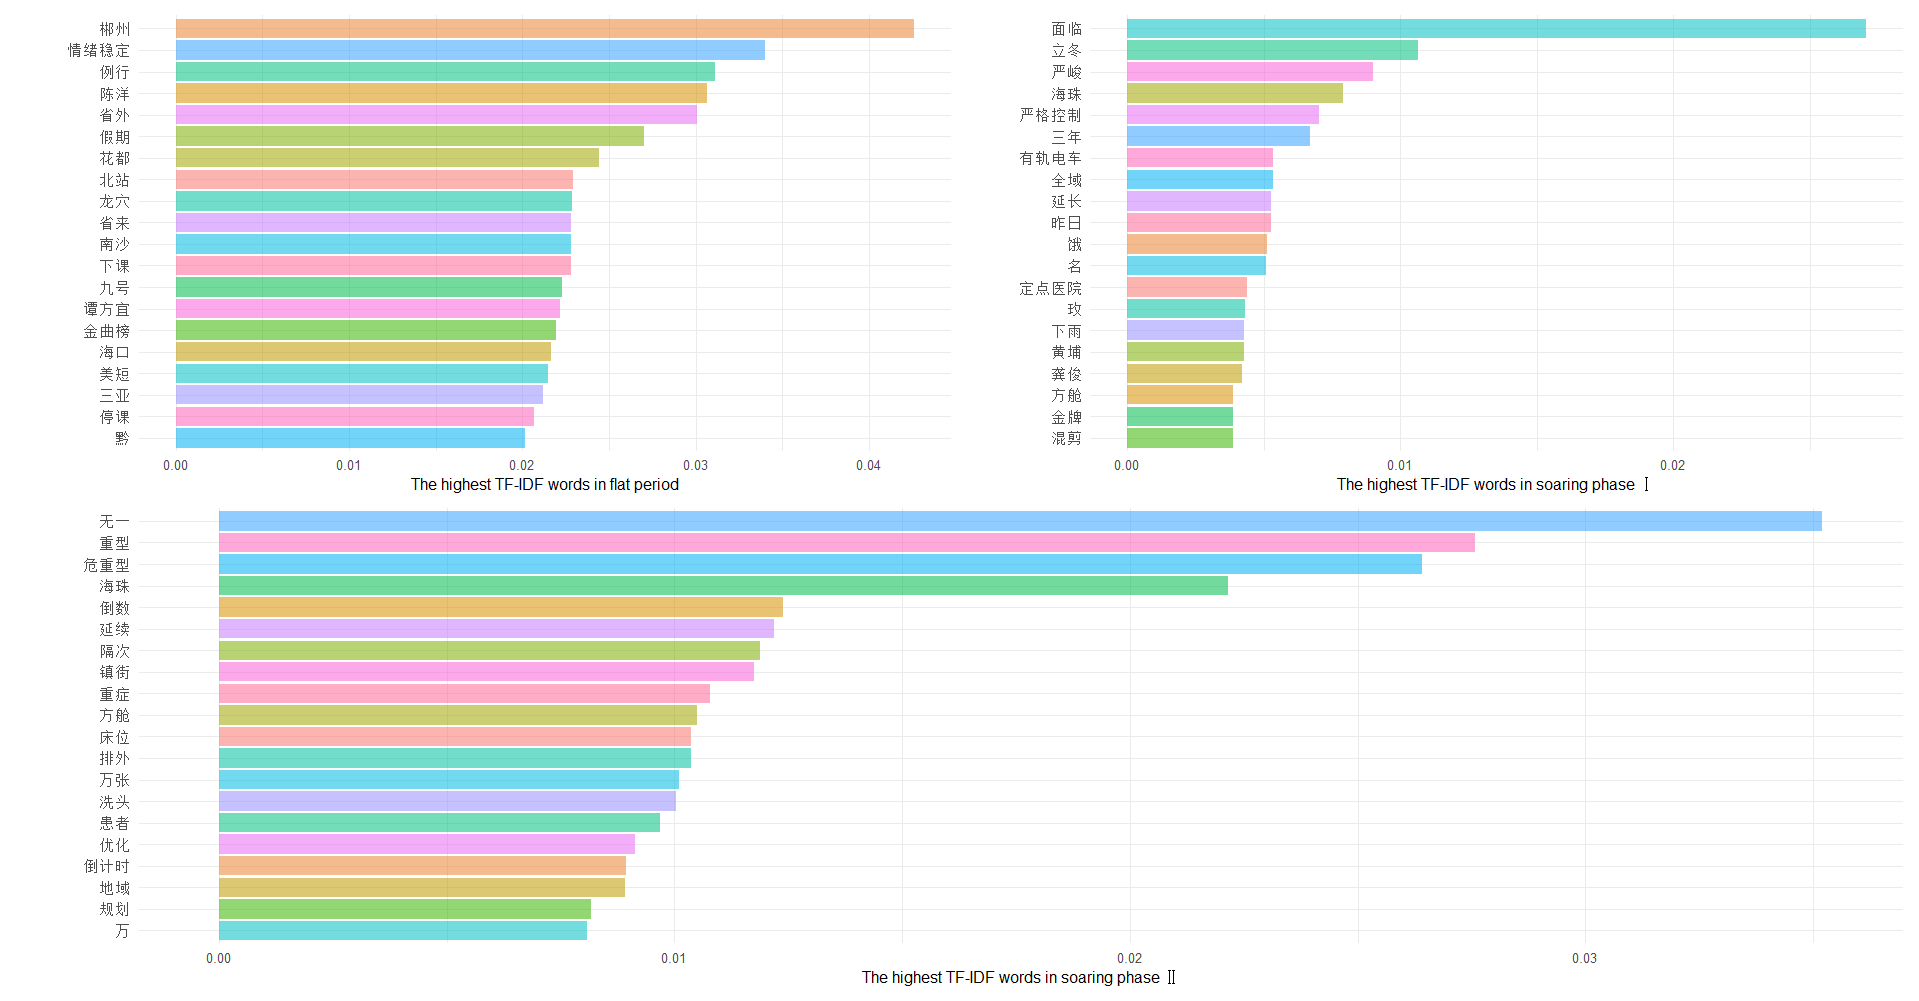 郴州
情绪稳定
例行
陈洋
省外
假期
花都
北站
龙穴
省来
南沙
下课
九号
谭方宜
金曲榜
海口
美短
三亚
停课
黔
0.00 0.01 0.02 0.03 0.04
The highest TF-IDF words in flat period
面临
立冬
严峻
海珠
严格控制
三年
有轨电车
全域
延长
昨日
饿
名
定点医院
玫
下雨
黄埔
龚俊
方舱
金牌
混剪
0.00 0.01 0.02
The highest TF-IDF words in soaring phase Ⅰ
无一
重型
危重型
海珠
倒数
延续
隔次
镇街
重症
方舱
床位
排外
万张
洗头
患者
优化
倒计时
地域
规划
万
0.00 0.01 0.02 0.03
The highest TF-IDF words in soaring phase Ⅱ